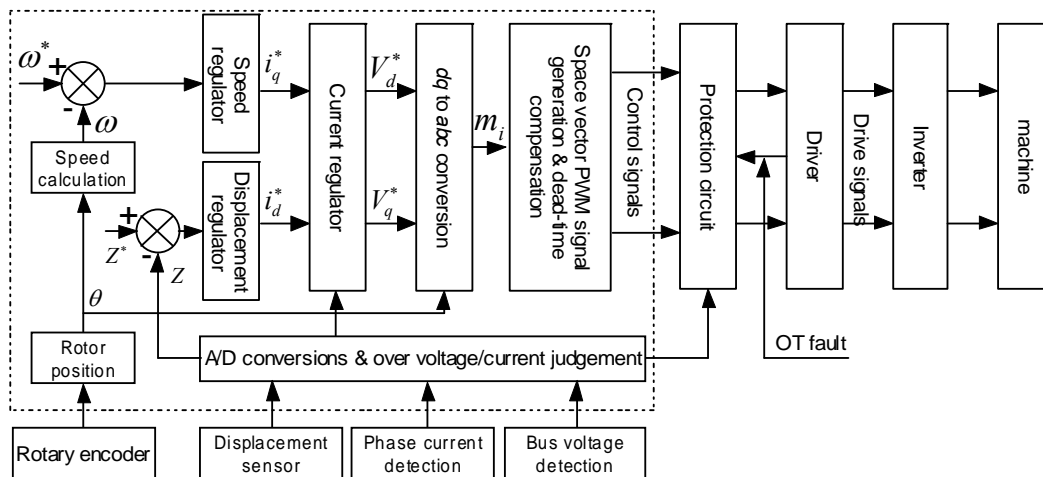 ω*
+
-
ω
Speed
calculation
Speed
regulator
i_q^*
Z*
+
-
Z
Displacement
regulator
i_d^*
Current regulator
V_d^*
V_q^*
dq to abc conversion
m_i
Space vector PWM signal
generation & dead-time
compensation
Control signals
Protection circuit
Driver
Drive signals
Inverter
machine
θ
Rotor
position
A/D conversions & over voltage/current judgement
OT fault
Rotary encoder
Displacement
sensor
Phase current
detection
Bus voltage
detection